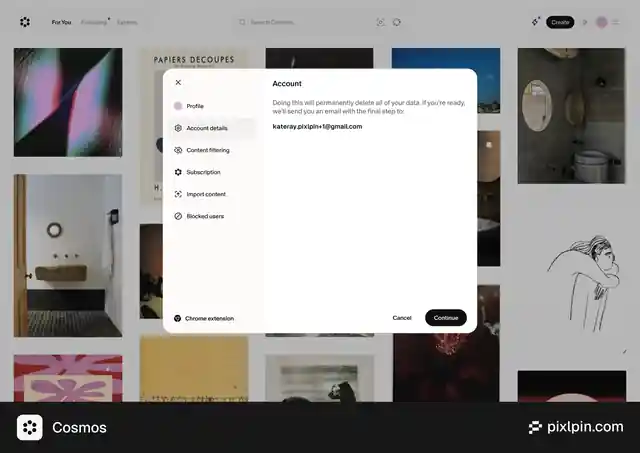 For You
Following
Explore
Search Cosmos...
Create
PAPIERS DECOUPES
Account
Profile
Account details
Content filtering
Subscription
Import content
Blocked users
Chrome extension
Doing this will permanently delete all of your data. If you're ready,
we'll send you an email with the final step to:
kateray.pixlpin+1@gmail.com
Cancel
Continue
Cosmos
pixlpin.com